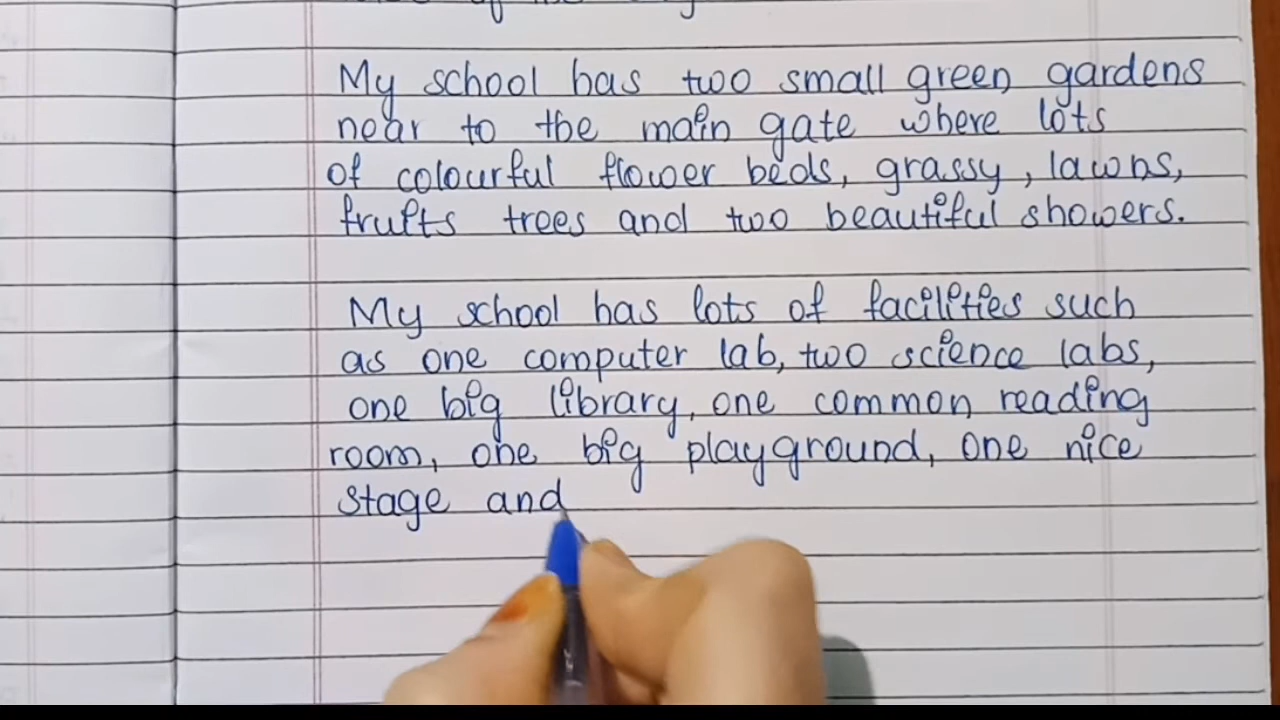 My school has two small green gardens
near to the main gate where lots
of colourful flower beds, grassy, lawns,
fruits trees and two beautiful showers.
My school has lots of facilities such
as one computer lab, two science labs,
one big library, one common reading
room, one big playground, one nice
stage and